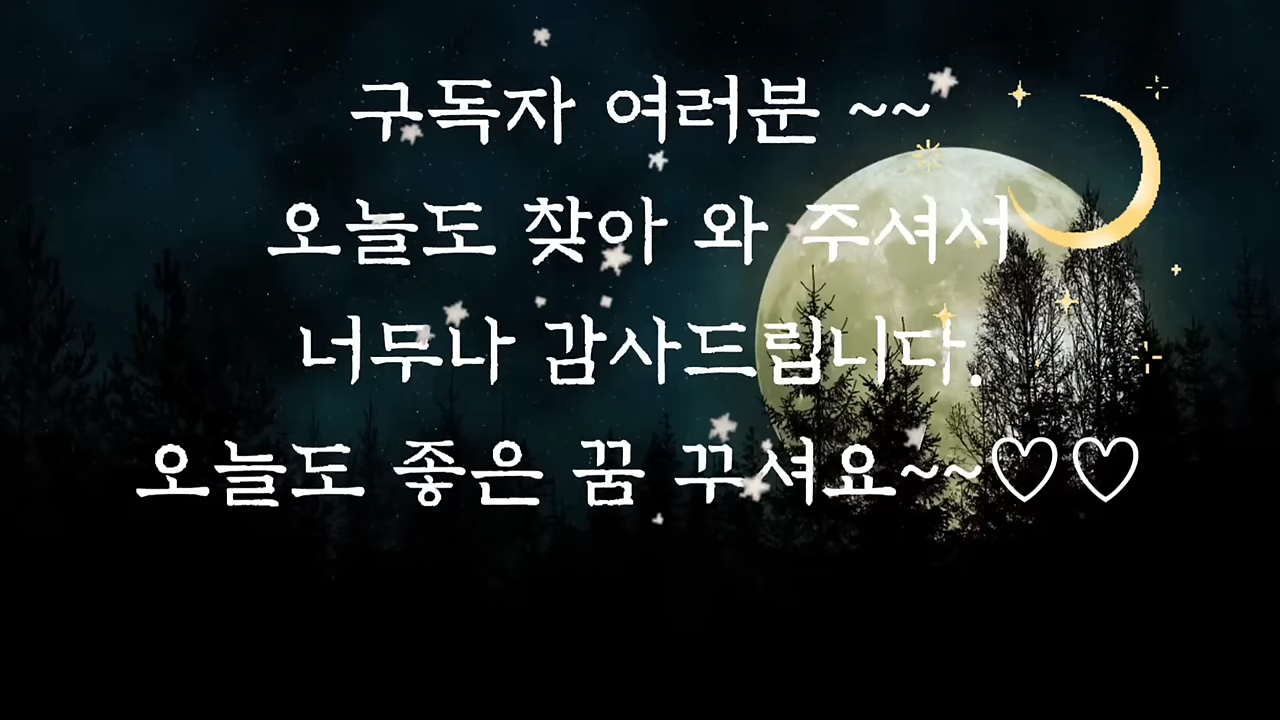 구독자 여러분 ~~
오늘도 찾아 와 주셔서
너무나 감사드립니다.
오늘도 좋은 꿈 꾸셔요~~♡♡